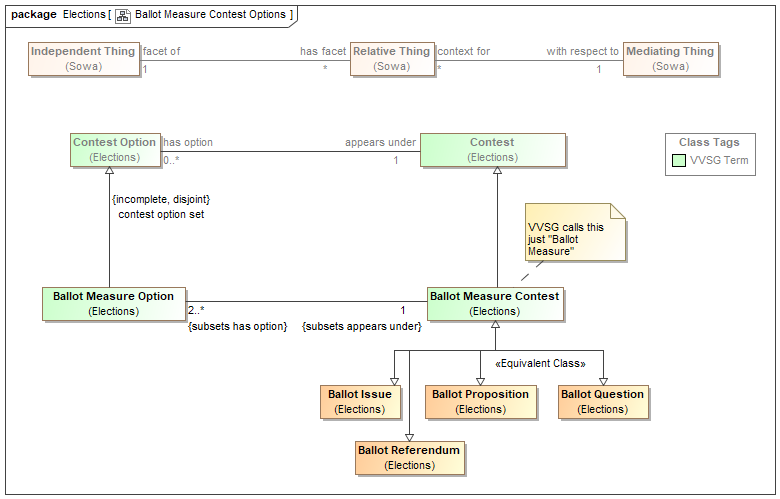 package Elections [ Ballot Measure Contest Options ]
Independent Thing
(Sowa)
facet of
1
has facet
*
Relative Thing
(Sowa)
context for
*
with respect to
1
Mediating Thing
(Sowa)
Contest Option
(Elections)
has option
0..*
appears under
1
Contest
(Elections)
Class Tags
VVSG Term
{incomplete, disjoint}
contest option set
VVSG calls this
just "Ballot
Measure"
Ballot Measure Option
(Elections)
2..*
{subsets has option}
1
{subsets appears under}
Ballot Measure Contest
(Elections)
«Equivalent Class»
Ballot Issue
(Elections)
Ballot Proposition
(Elections)
Ballot Question
(Elections)
Ballot Referendum
(Elections)